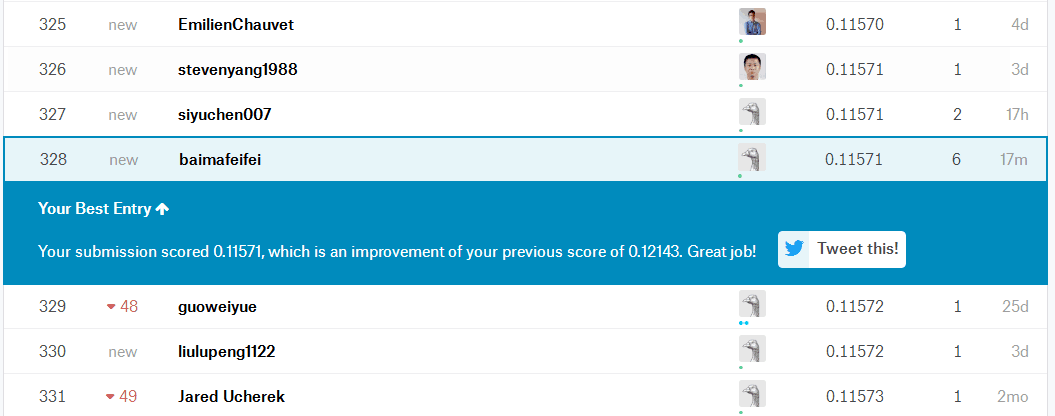 325 new EmilienChauvet 0.11570 1 4d
326 new stevenyang1988 0.11571 1 3d
327 new siyuchen007 0.11571 2 17h
328 new baimafeifei 0.11571 6 17m
Your Best Entry
Your submission scored 0.11571, which is an improvement of your previous score of 0.12143. Great job! Tweet this!
329 48 guoweiyue 0.11572 1 25d
330 new liulupeng1122 0.11572 1 3d
331 49 Jared Ucherek 0.11573 1 2mo